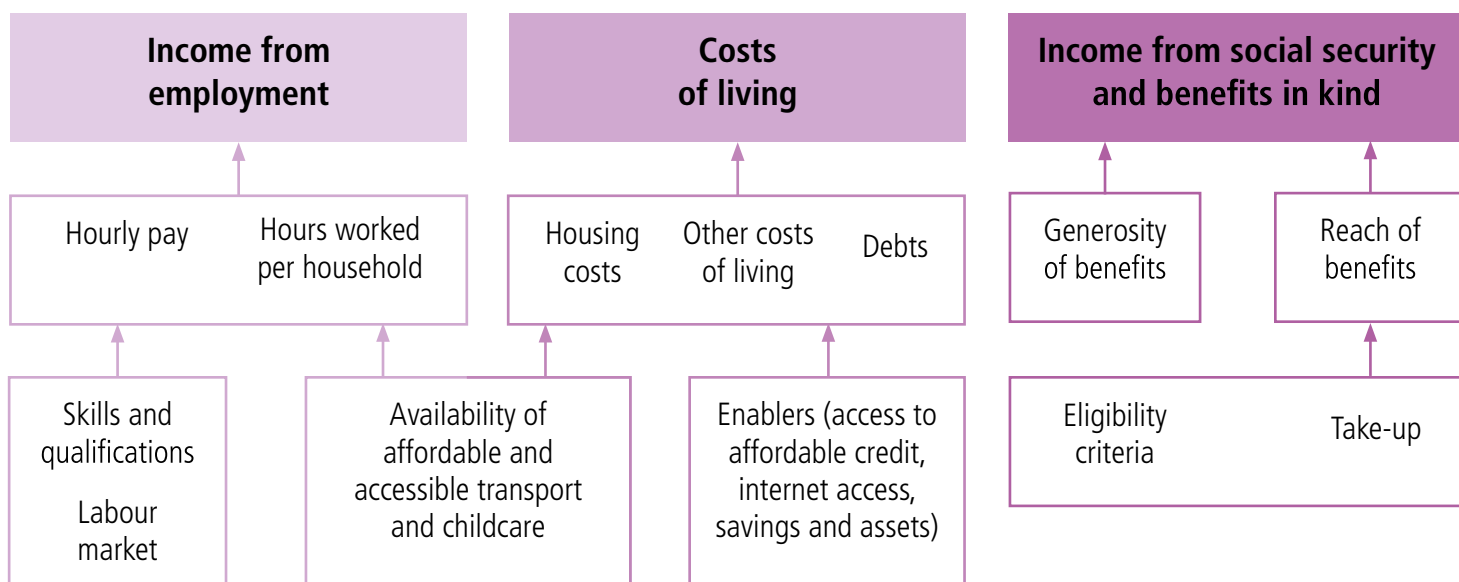 Income from
employment
Costs
of living
Income from social security
and benefits in kind
Hourly pay
Hours worked
per household
Housing
costs
Other costs
of living
Debts
Generosity
of benefits
Reach of
benefits
Skills and
qualifications
Labour
market
Availability of
affordable and
accessible transport
and childcare
Enablers (access to
affordable credit,
internet access,
savings and assets)
Eligibility
criteria
Take-up